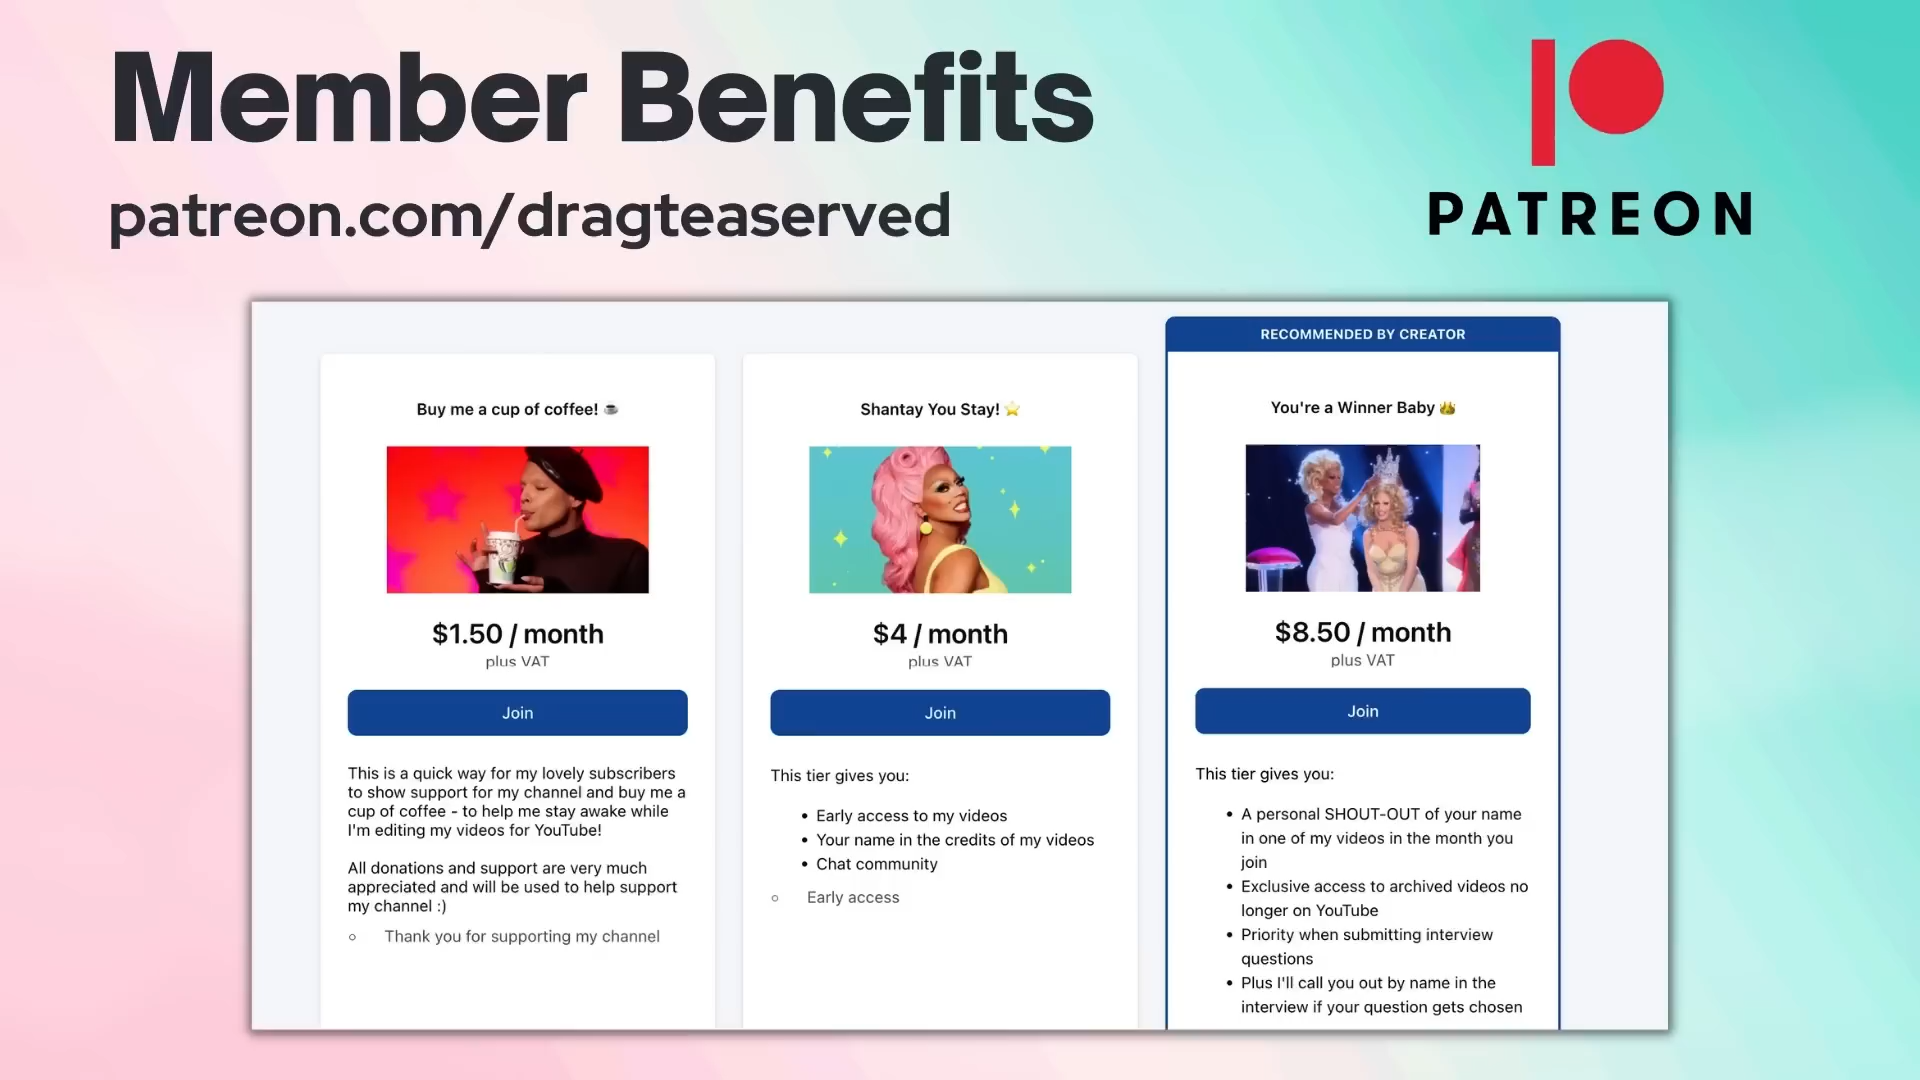 Member Benefits
patreon.com/dragteaserved
PATREON
RECOMMENDED BY CREATOR
Buy me a cup of coffee! ☕
$1.50 / month
plus VAT
Join
This is a quick way for my lovely subscribers
to show support for my channel and buy me a
cup of coffee - to help me stay awake while
I'm editing my videos for YouTube!
All donations and support are very much
appreciated and will be used to help support
my channel :)
Thank you for supporting my channel
Shantay You Stay! ⭐
$4 / month
plus VAT
Join
This tier gives you:
• Early access to my videos
• Your name in the credits of my videos
• Chat community
Early access
You're a Winner Baby 👑
$8.50 / month
plus VAT
Join
This tier gives you:
• A personal SHOUT-OUT of your name
in one of my videos in the month you
join
• Exclusive access to archived videos no
longer on YouTube
• Priority when submitting interview
questions
• Plus I'll call you out by name in the
interview if your question gets chosen